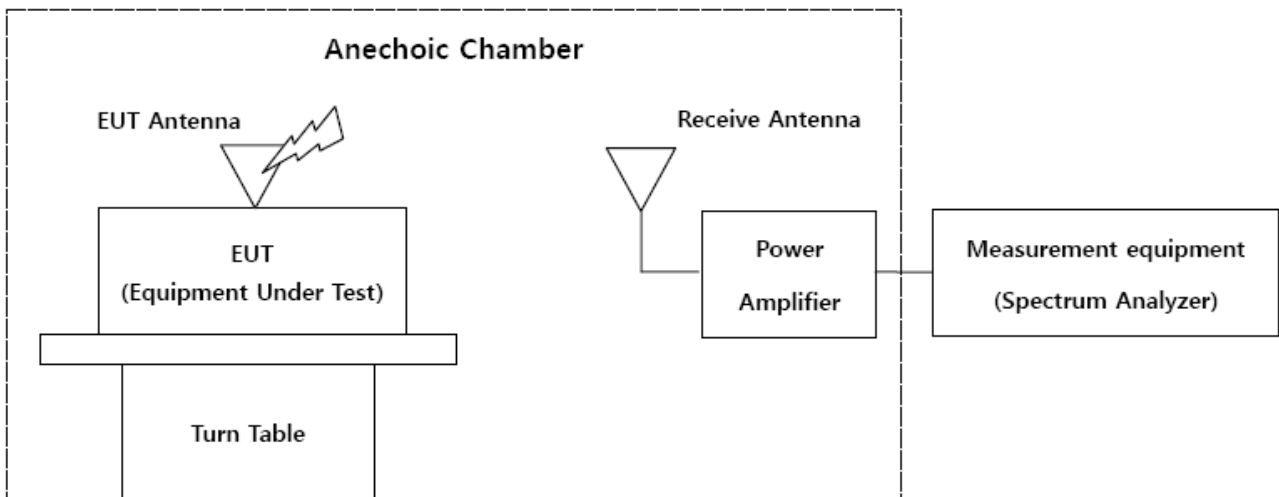 Anechoic Chamber
EUT Antenna
Receive Antenna
EUT
(Equipment Under Test)
Power
Amplifier
Measurement equipment
(Spectrum Analyzer)
Turn Table